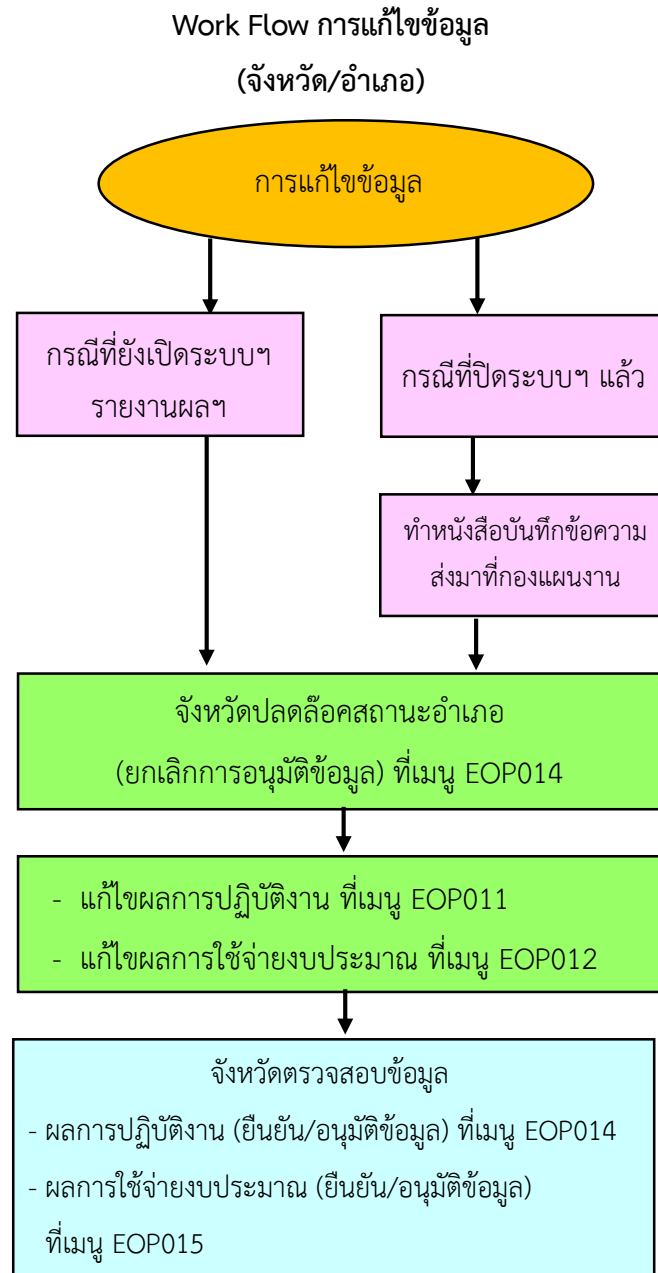 Work Flow การแก้ไขข้อมูล
(จังหวัด/อำเภอ)
การแก้ไขข้อมูล
กรณีที่ยังเปิดระบบฯ
รายงานผลฯ
กรณีที่ปิดระบบฯ แล้ว
ทำหนังสือบันทึกข้อความ
ส่งมาที่กองแผนงาน
จังหวัดปลดล๊อคสถานะอำเภอ
(ยกเลิกการอนุมัติข้อมูล) ที่เมนู EOP014
- แก้ไขผลการปฏิบัติงาน ที่เมนู EOP011
- แก้ไขผลการใช้จ่ายงบประมาณ ที่เมนู EOP012
จังหวัดตรวจสอบข้อมูล
- ผลการปฏิบัติงาน (ยืนยัน/อนุมัติข้อมูล) ที่เมนู EOP014
- ผลการใช้จ่ายงบประมาณ (ยืนยัน/อนุมัติข้อมูล)
ที่เมนู EOP015